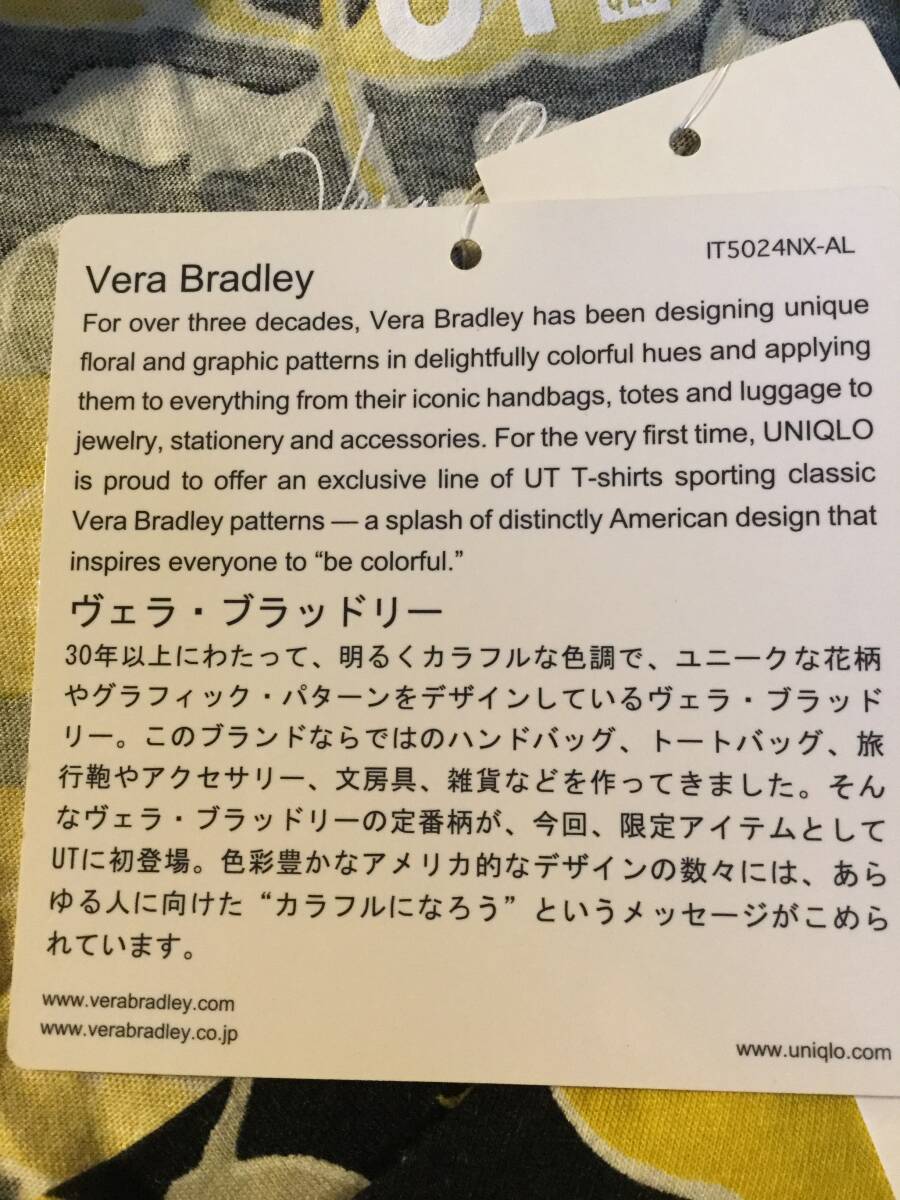 UT
IT5024NX-AL
Vera Bradley
For over three decades, Vera Bradley has been designing unique
floral and graphic patterns in delightfully colorful hues and applying
them to everything from their iconic handbags, totes and luggage to
jewelry, stationery and accessories. For the very first time, UNIQLO
is proud to offer an exclusive line of UT T-shirts sporting classic
Vera Bradley patterns — a splash of distinctly American design that
inspires everyone to “be colorful.”
ヴェラ・ブラッドリー
30年以上にわたって、明るくカラフルな色調で、ユニークな花柄
やグラフィック・パターンをデザインしているヴェラ・ブラッド
リー。このブランドならではのハンドバッグ、トートバッグ、旅
行鞄やアクセサリー、文房具、雑貨などを作ってきました。そん
なヴェラ・ブラッドリーの定番柄が、今回、限定アイテムとして
UTに初登場。色彩豊かなアメリカ的なデザインの数々には、あら
ゆる人に向けた“カラフルになろう”というメッセージがこめら
れています。
www.verabradley.com
www.verabradley.co.jp
www.uniqlo.com